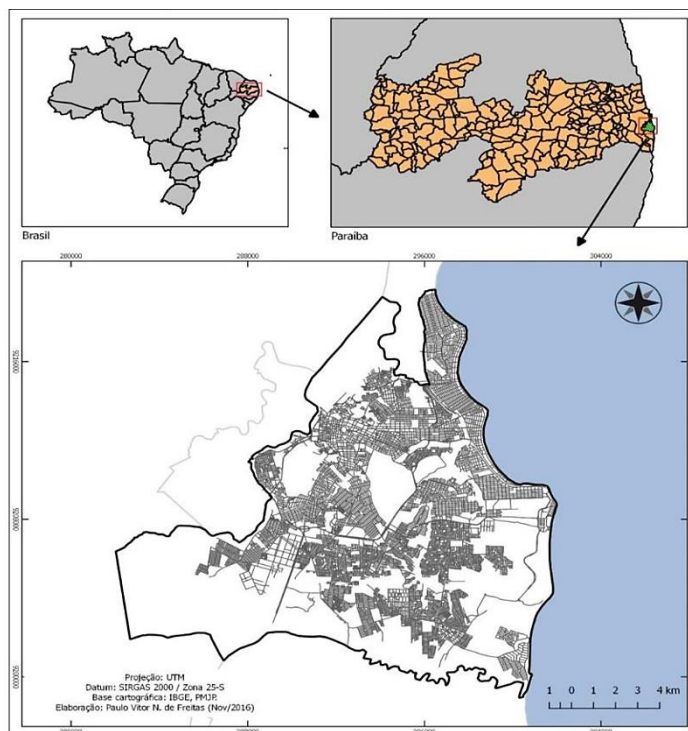 Brasil
Paraíba
280000 288000 296000 304000
Projeção: UTM
Datum: SIRGAS 2000 / Zona 25-S
Base cartográfica: IBGE, PMJP.
Elaboração: Paulo Vitor N. de Freitas (Nov/2016)
1 0 1 2 3 4 km